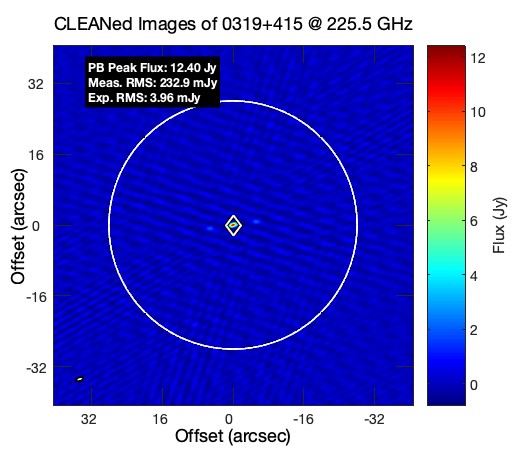 CLEANed Images of 0319+415 @ 225.5 GHz
PB Peak Flux: 12.40 Jy
Meas. RMS: 232.9 mJy
Exp. RMS: 3.96 mJy
32
16
0
-16
-32
Offset (arcsec)
32
16
0
-16
-32
Offset (arcsec)
12
10
8
6
4
2
0
Flux (Jy)